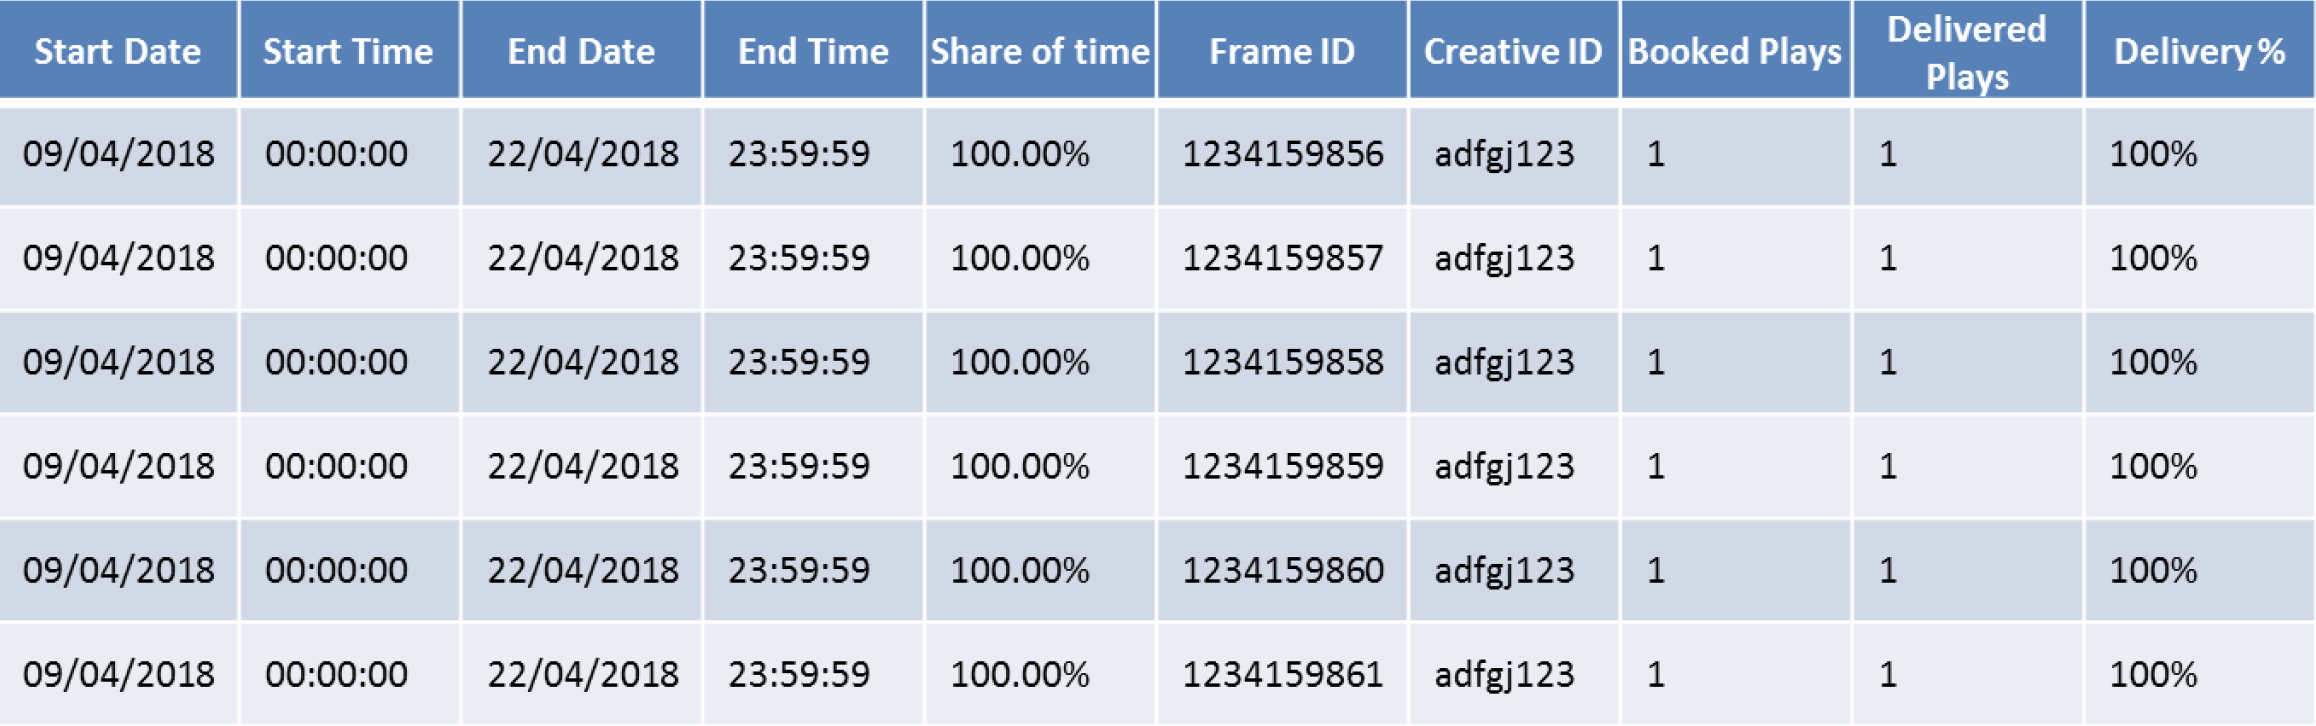 Start Date Start Time End Date End Time Share of time Frame ID Creative ID Booked Plays Delivered Plays Delivery %
09/04/2018 00:00:00 22/04/2018 23:59:59 100.00% 1234159856 adfgj123 1 1 100%
09/04/2018 00:00:00 22/04/2018 23:59:59 100.00% 1234159857 adfgj123 1 1 100%
09/04/2018 00:00:00 22/04/2018 23:59:59 100.00% 1234159858 adfgj123 1 1 100%
09/04/2018 00:00:00 22/04/2018 23:59:59 100.00% 1234159859 adfgj123 1 1 100%
09/04/2018 00:00:00 22/04/2018 23:59:59 100.00% 1234159860 adfgj123 1 1 100%
09/04/2018 00:00:00 22/04/2018 23:59:59 100.00% 1234159861 adfgj123 1 1 100%